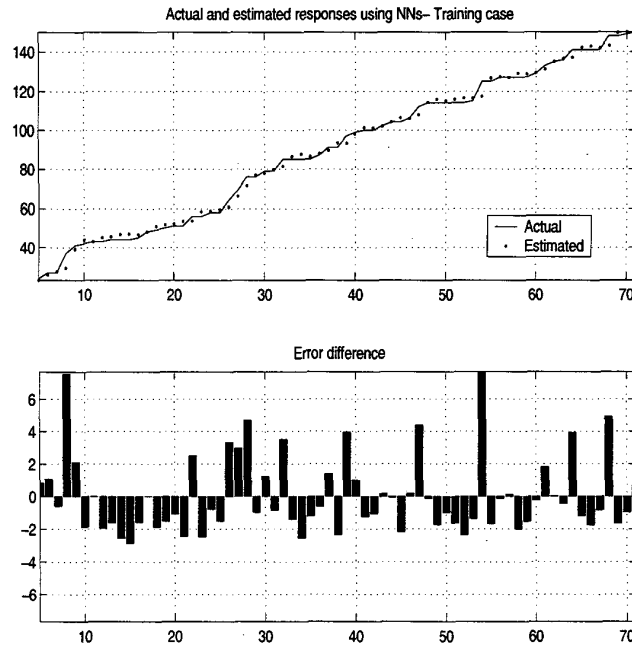 Actual and estimated responses using NNs– Training case
140
120
100
80
60
40
Actual
Estimated
10 20 30 40 50 60 70
Error difference
6
4
2
0
−2
−4
−6
10 20 30 40 50 60 70